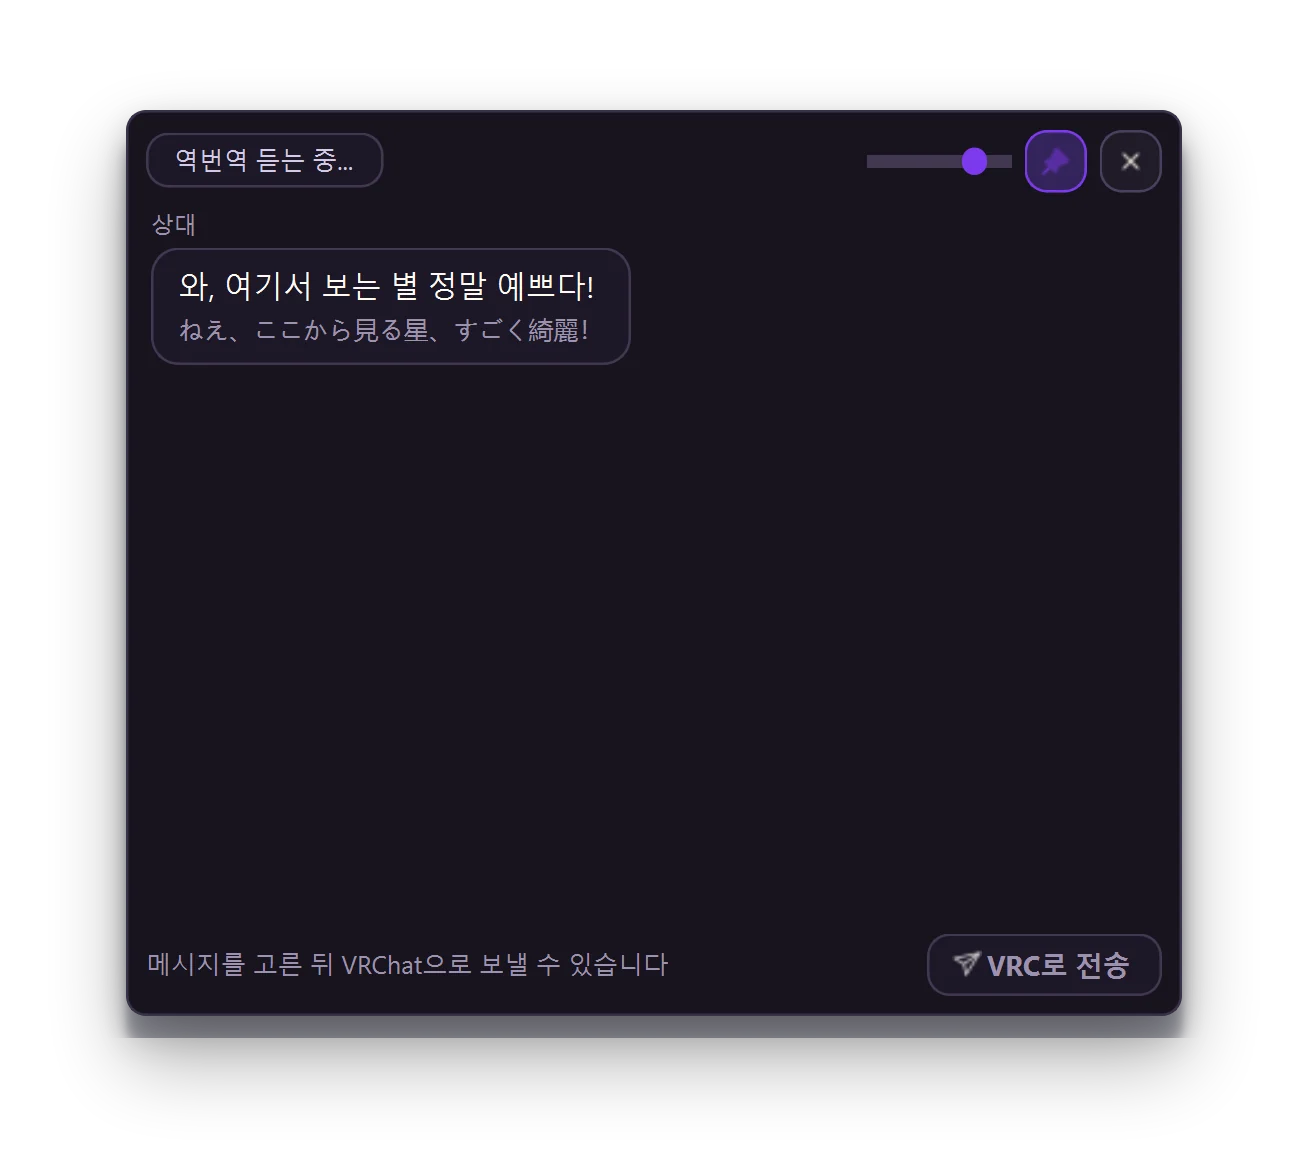 역번역 듣는 중...
상대
와, 여기서 보는 별 정말 예쁘다!
ねえ、ここから見る星、すごく綺麗!
메시지를 고른 뒤 VRChat으로 보낼 수 있습니다
VRC로 전송